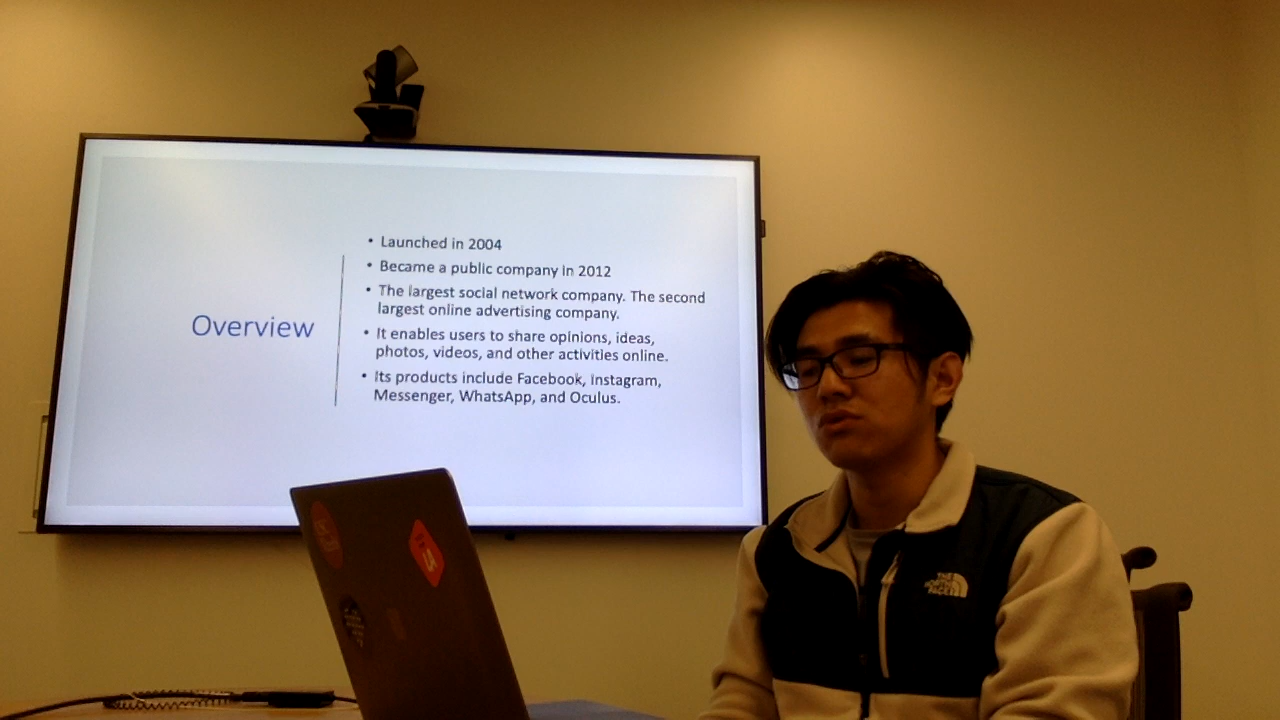 Overview
• Launched in 2004
• Became a public company in 2012
• The largest social network company. The second
largest online advertising company.
• It enables users to share opinions, ideas,
photos, videos, and other activities online.
• Its products include Facebook, Instagram,
Messenger, WhatsApp, and Oculus.
THE
NORTH
FACE